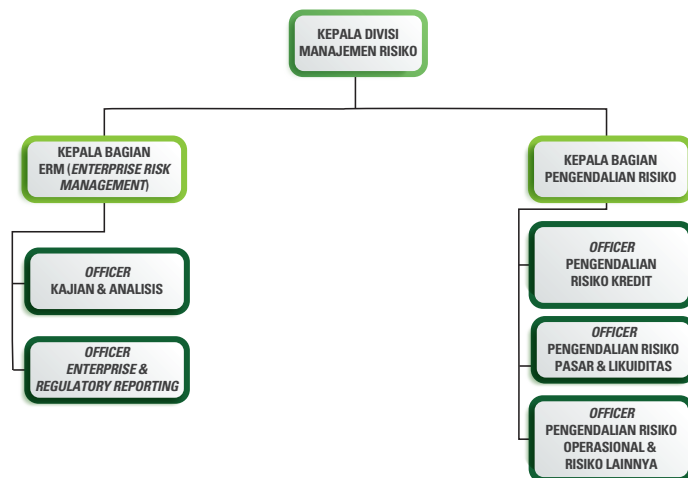 KEPALA DIVISI
MANAJEMEN RISIKO
KEPALA BAGIAN
ERM (ENTERPRISE RISK
MANAGEMENT)
KEPALA BAGIAN
PENGENDALIAN RISIKO
OFFICER
KAJIAN & ANALISIS
OFFICER
ENTERPRISE &
REGULATORY REPORTING
OFFICER
PENGENDALIAN
RISIKO KREDIT
OFFICER
PENGENDALIAN RISIKO
PASAR & LIKUIDITAS
OFFICER
PENGENDALIAN RISIKO
OPERASIONAL &
RISIKO LAINNYA